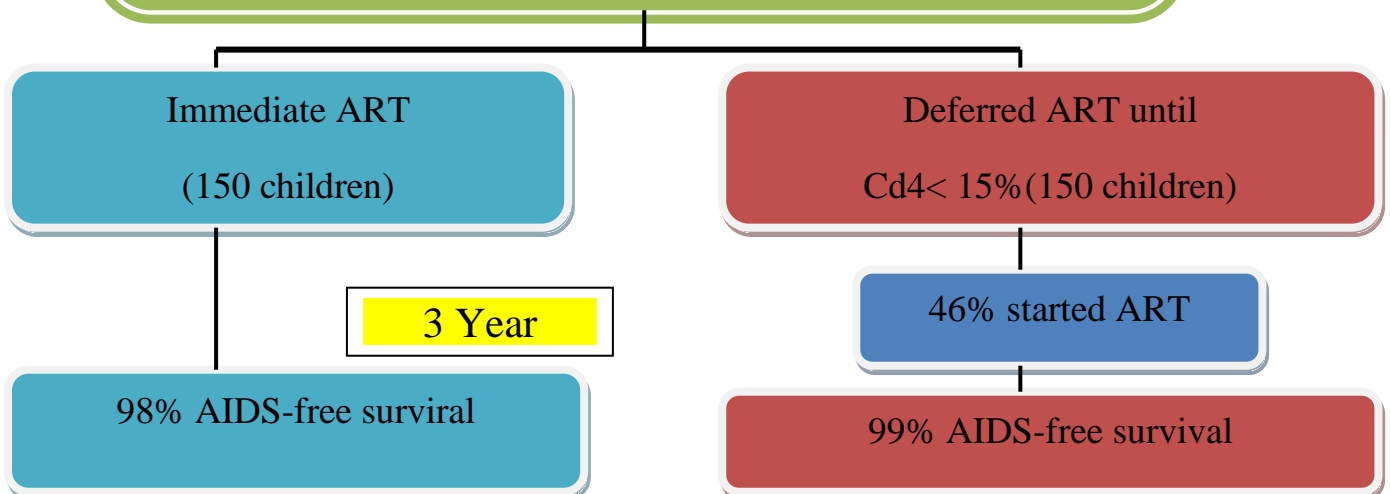 Immediate ART
(150 children)
Deferred ART until
Cd4< 15%(150 children)
3 Year
46% started ART
98% AIDS-free surviral
99% AIDS-free survival